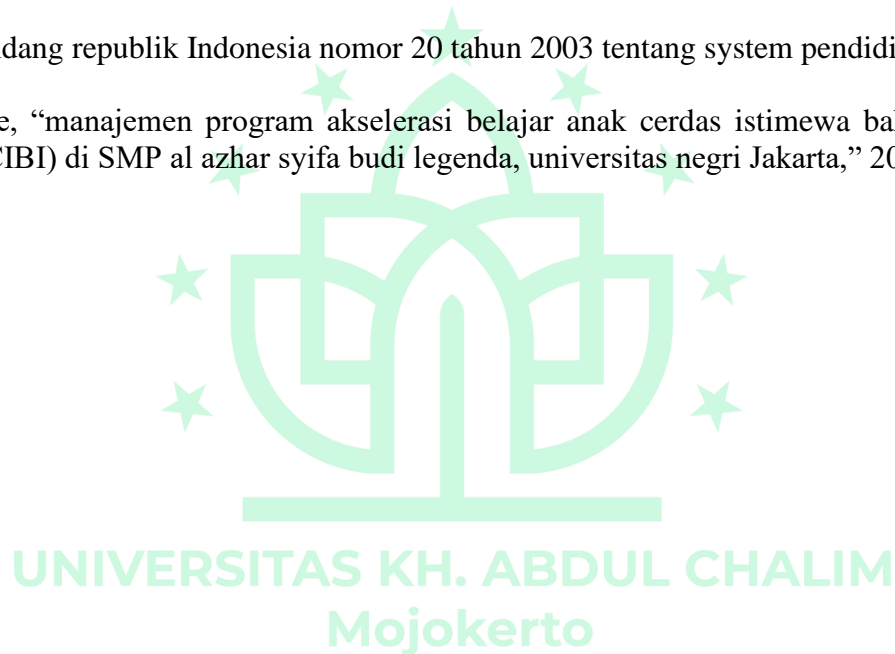 dang republik Indonesia nomor 20 tahun 2003 tentang system pendidi
e, “manajemen program akselerasi belajar anak cerdas istimewa ba
CIBI) di SMP al azhar syifa budi legenda, universitas negri Jakarta,” 20
UNIVERSITAS KH. ABDUL CHALIM
Mojokerto